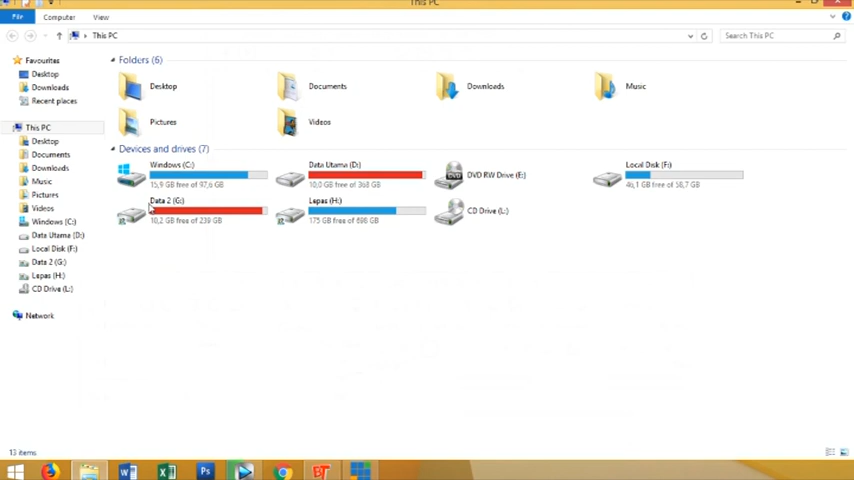 This PC
File Computer View
This PC
Search This PC
Favourites
Desktop
Downloads
Recent places
This PC
Desktop
Documents
Downloads
Music
Pictures
Videos
Windows (C:)
Data Utama (D:)
Local Disk (F:)
Data 2 (G:)
Lepas (H:)
CD Drive (L:)
Network
Folders (6)
Desktop Documents Downloads Music
Pictures Videos
Devices and drives (7)
Windows (C:)
15,9 GB free of 97,6 GB
Data Utama (D:)
10,0 GB free of 368 GB
DVD RW Drive (E:)
DVD
Local Disk (F:)
46,1 GB free of 58,7 GB
Data 2 (G:)
10,2 GB free of 239 GB
Lepas (H:)
175 GB free of 698 GB
CD Drive (L:)
13 items
Ps
BT